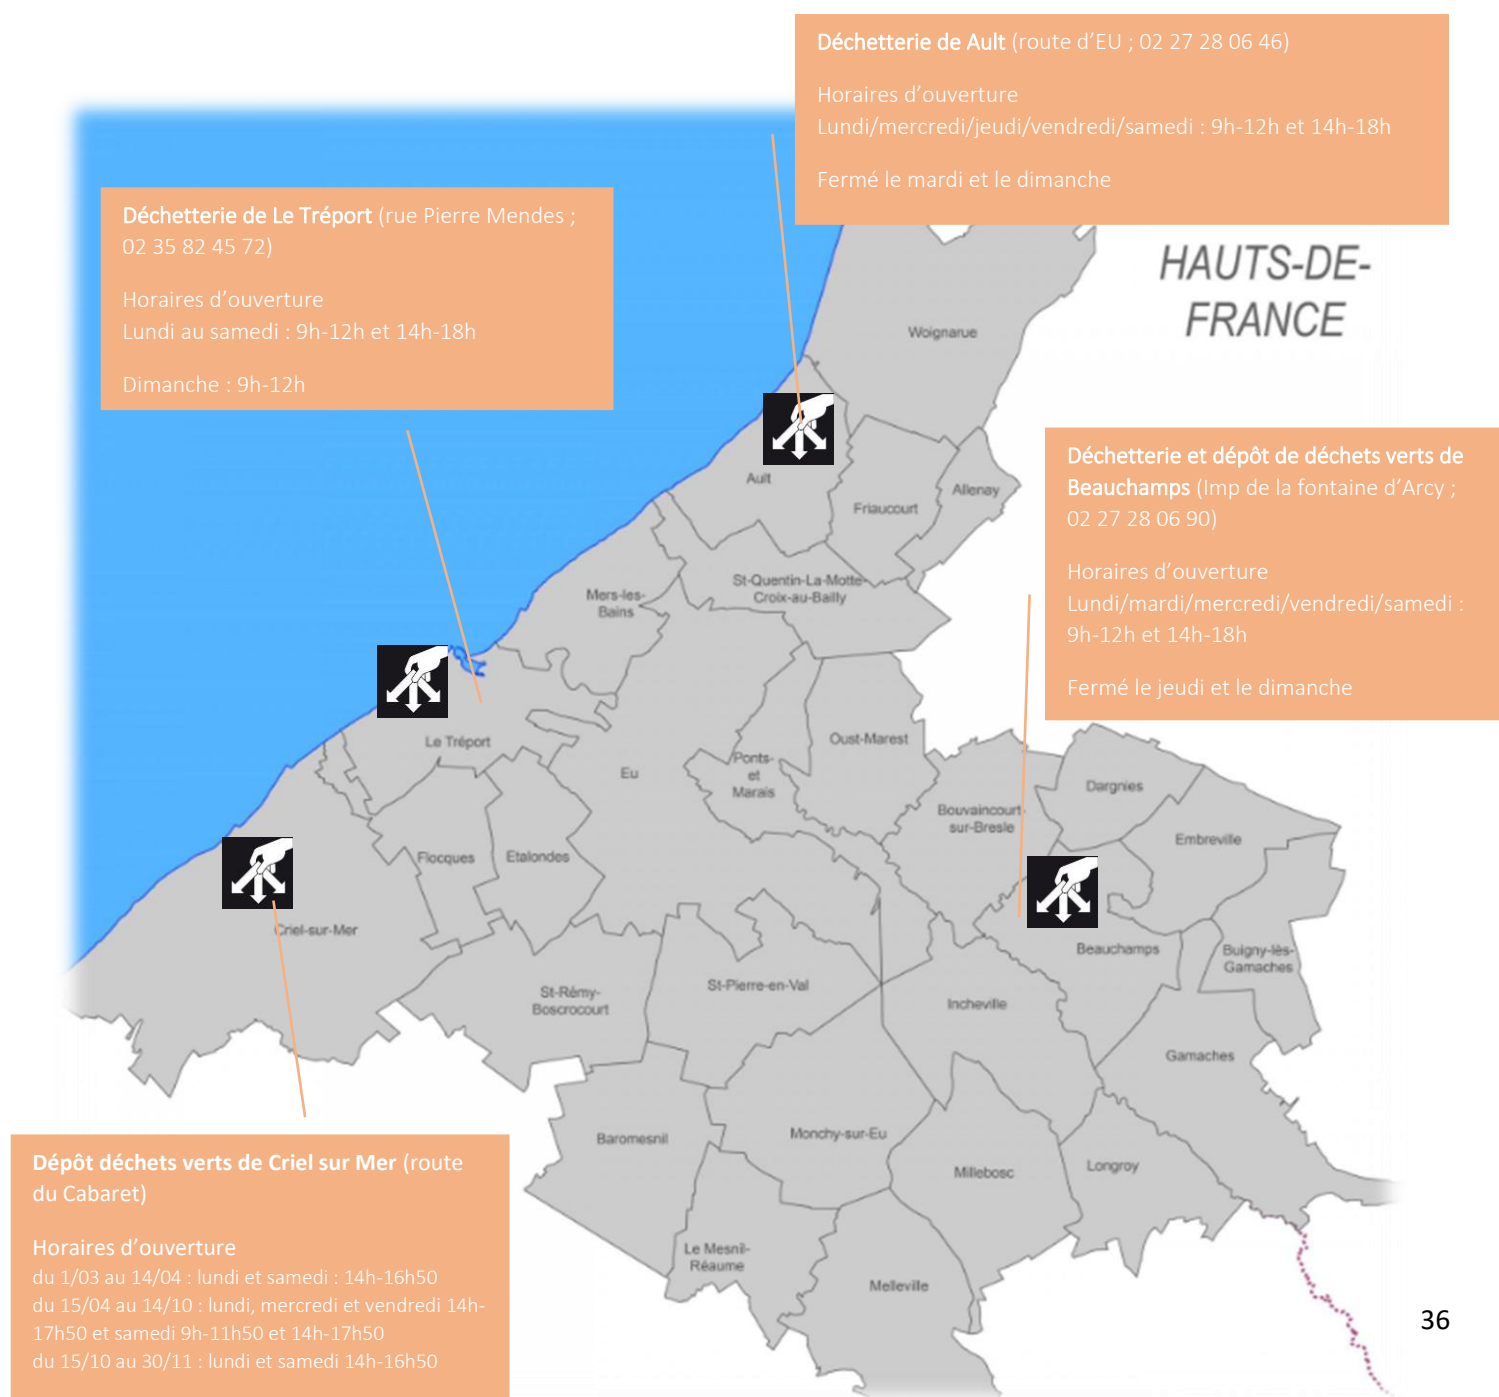 Déchetterie de Ault (route d'EU ; 02 27 28 06 46)
Horaires d'ouverture
Lundi/mercredi/jeudi/vendredi/samedi : 9h-12h et 14h-18h
Fermé le mardi et le dimanche
Déchetterie de Le Tréport (rue Pierre Mendes ;
02 35 82 45 72)
Horaires d'ouverture
Lundi au samedi : 9h-12h et 14h-18h
Dimanche : 9h-12h
HAUTS-DE-
FRANCE
Woignarue
Ault
Friaucourt
Allenay
Déchetterie et dépôt de déchets verts de
Beauchamps (Imp de la fontaine d'Arcy ;
02 27 28 06 90)
Horaires d'ouverture
Lundi/mardi/mercredi/vendredi/samedi :
9h-12h et 14h-18h
Fermé le jeudi et le dimanche
St-Quentin-La-Motte-
Croix-au-Bailly
Mers-les-
Bains
Le Tréport
Eu
Ponts-
et
Marais
Oust-Marest
Bouvaincourt-
sur-Bresle
Dargnies
Embreville
Flocques
Etalondes
Criel-sur-Mer
Beauchamps
Buigny-lès-
Gamaches
St-Rémy-
Boscrocourt
St-Pierre-en-Val
Incheville
Gamaches
Baromesnil
Monchy-sur-Eu
Millebosc
Longroy
Le Mesnil-
Réaume
Melleville
Dépôt déchets verts de Criel sur Mer (route
du Cabaret)
Horaires d'ouverture
du 1/03 au 14/04 : lundi et samedi : 14h-16h50
du 15/04 au 14/10 : lundi, mercredi et vendredi 14h-
17h50 et samedi 9h-11h50 et 14h-17h50
du 15/10 au 30/11 : lundi et samedi 14h-16h50
36